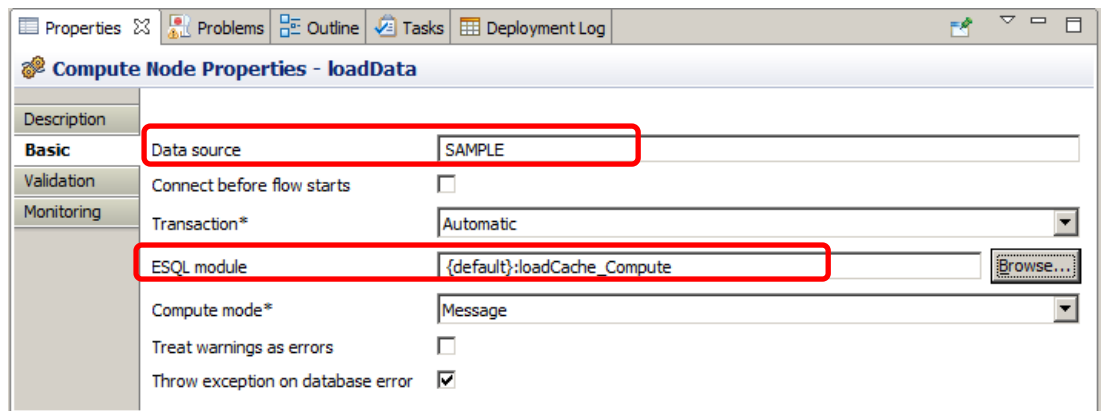 Properties Problems Outline Tasks Deployment Log
Compute Node Properties - loadData
Description
Basic Data source SAMPLE
Validation Connect before flow starts
Monitoring Transaction* Automatic
ESQL module {default}:loadCache_Compute Browse...
Compute mode* Message
Treat warnings as errors
Throw exception on database error